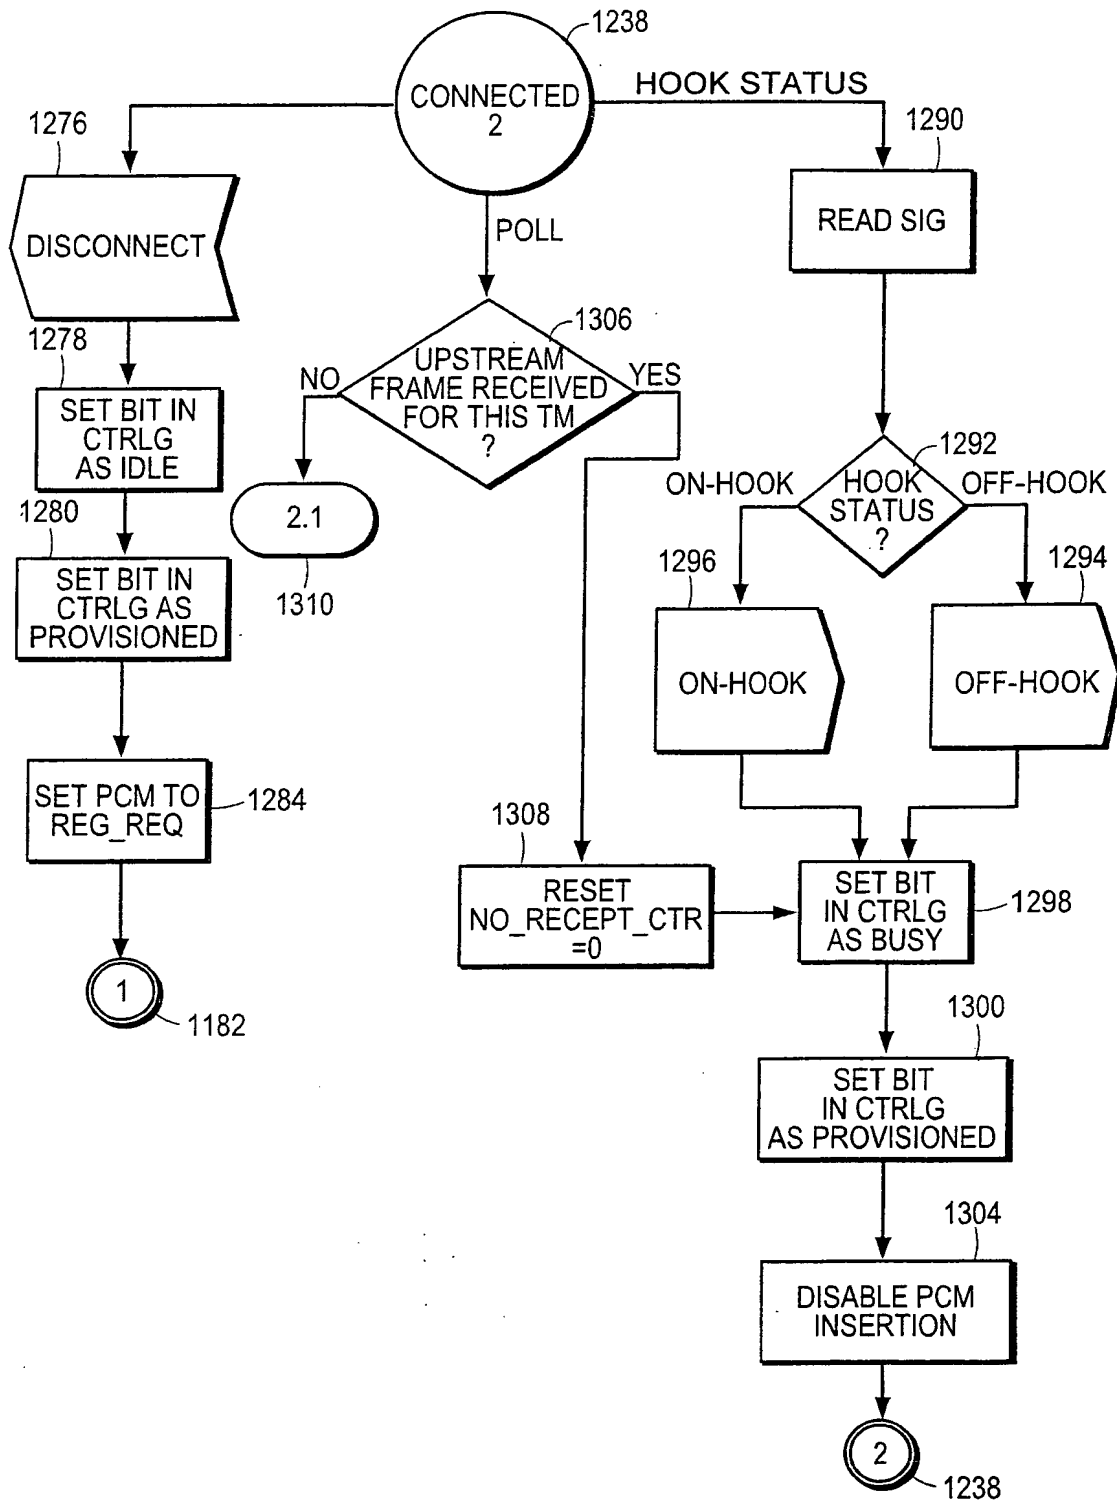 1238
CONNECTED
2
HOOK STATUS
1276
DISCONNECT
POLL
1290
READ SIG
1278
SET BIT IN
CTRLG
AS IDLE
1306
UPSTREAM
FRAME RECEIVED
FOR THIS TM
?
NO
YES
2.1
1310
1292
HOOK
STATUS
?
ON-HOOK
OFF-HOOK
1280
SET BIT IN
CTRLG AS
PROVISIONED
1296
ON-HOOK
1294
OFF-HOOK
SET PCM TO
REG_REQ
1284
1308
RESET
NO_RECEPT_CTR
=0
SET BIT
IN CTRLG
AS BUSY
1298
1
1182
1300
SET BIT
IN CTRLG
AS PROVISIONED
1304
DISABLE PCM
INSERTION
2
1238